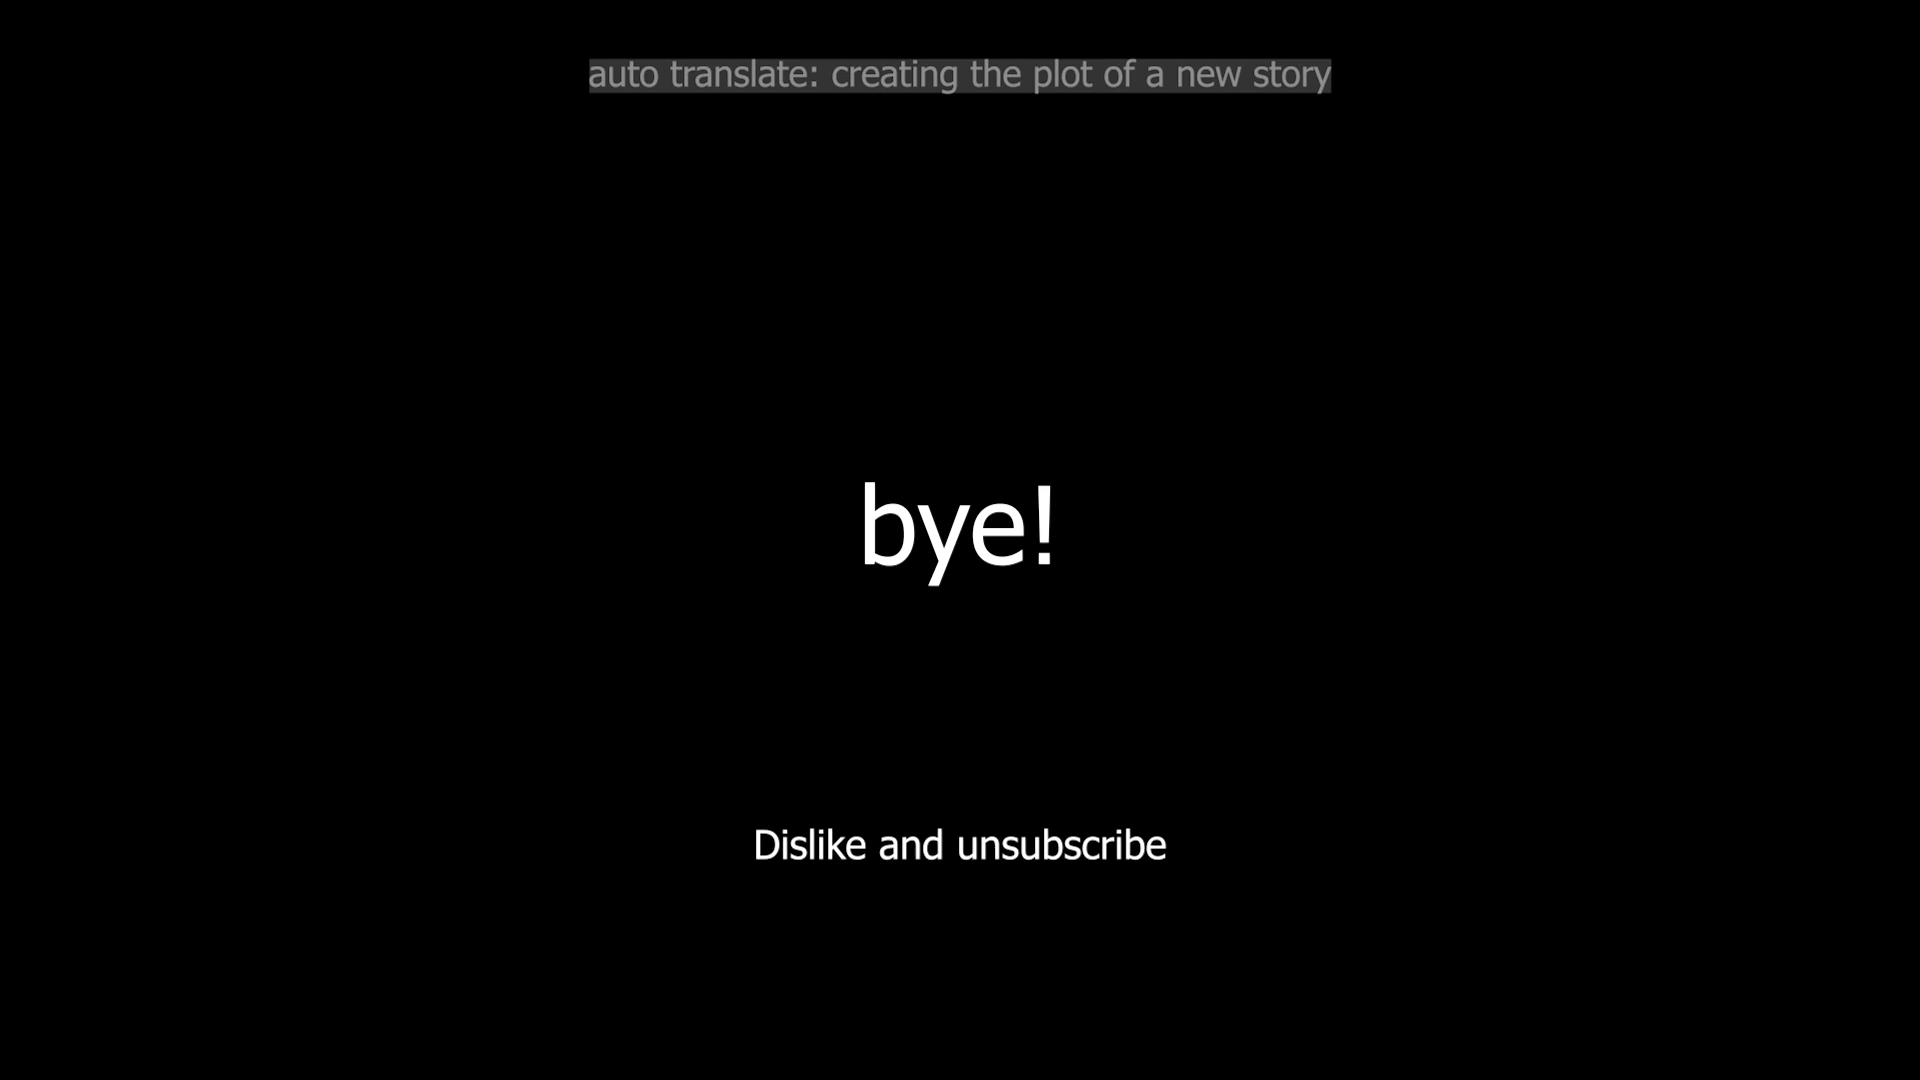 auto translate: creating the plot of a new story
bye!
Dislike and unsubscribe